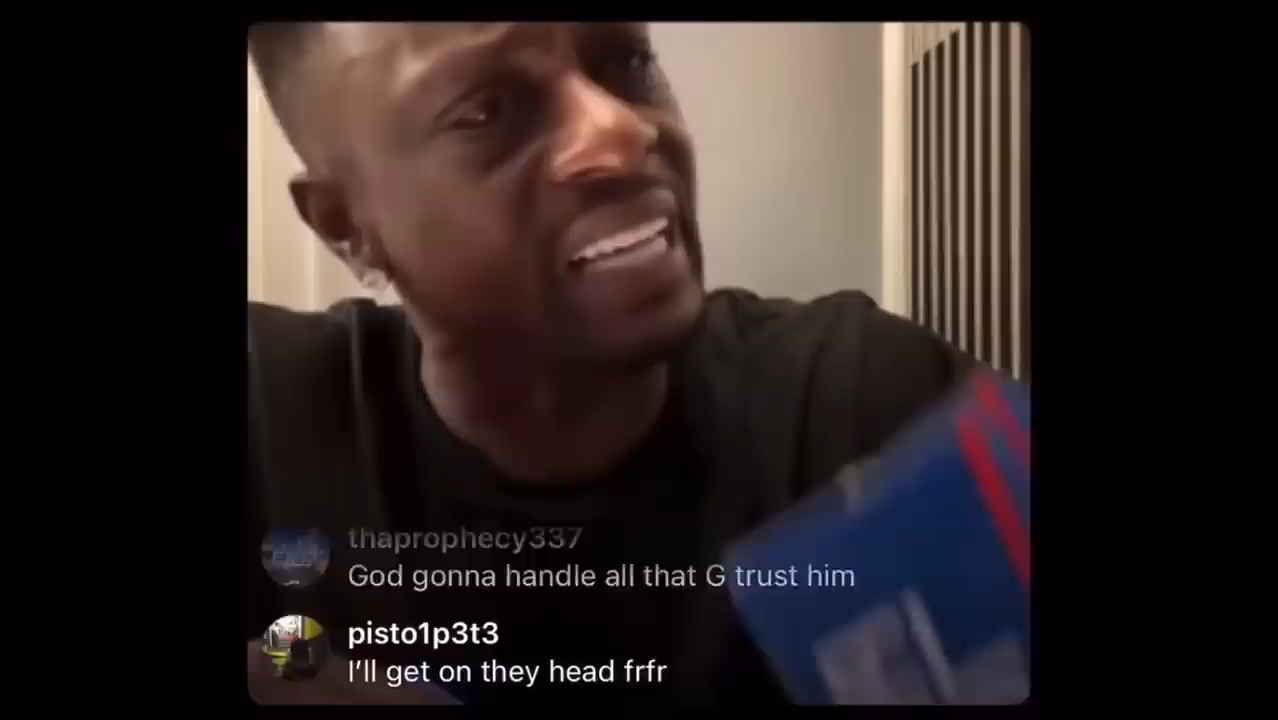 thaprophecy337
God gonna handle all that G trust him
pisto1p3t3
I’ll get on they head frfr